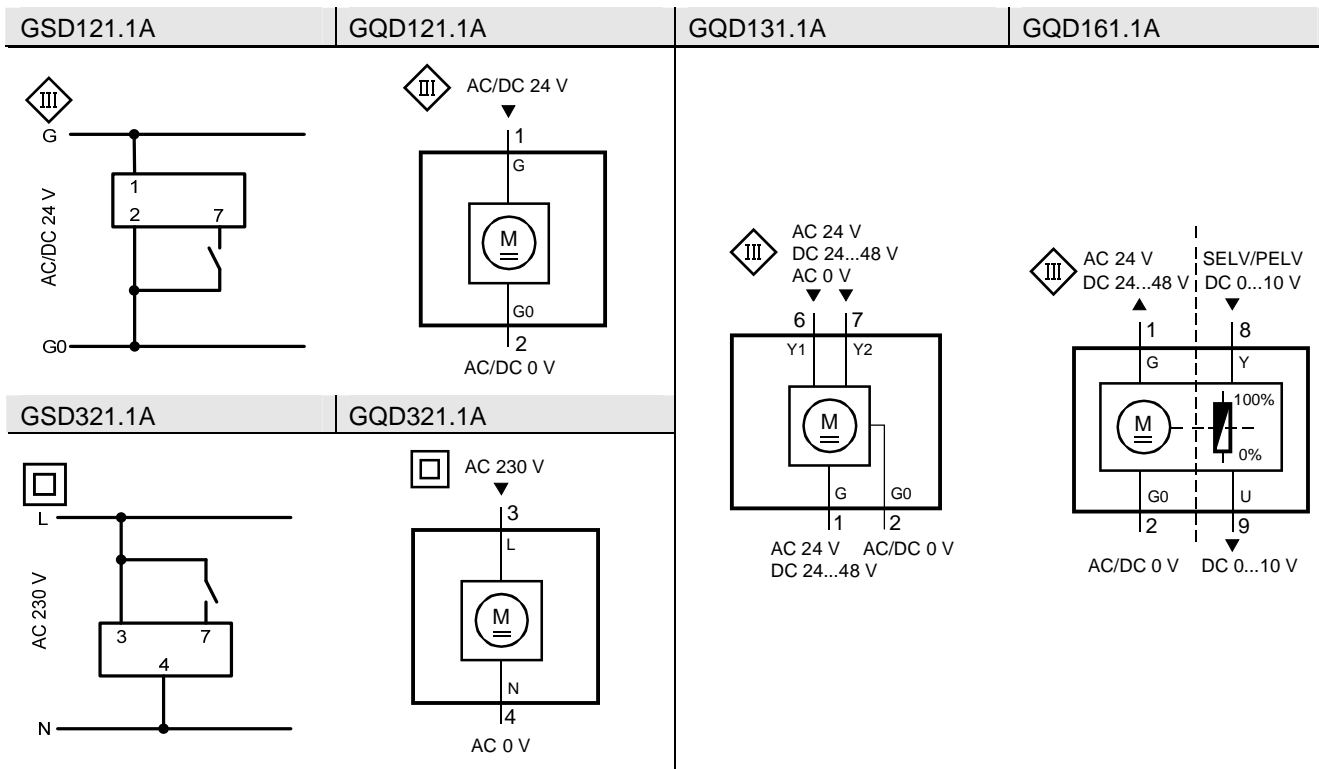 GSD121.1A
GQD121.1A
GQD131.1A
GQD161.1A
III
G
AC/DC 24 V
1
2 7
G0
III
AC/DC 24 V
1
G
M
G0
2
AC/DC 0 V
GSD321.1A
GQD321.1A
L
AC 230 V
3 7
4
N
AC 230 V
3
L
M
N
4
AC 0 V
III
AC 24 V
DC 24...48 V
AC 0 V
6 7
Y1 Y2
M
G G0
1 2
AC 24 V AC/DC 0 V
DC 24...48 V
III
AC 24 V SELV/PELV
DC 24...48 V DC 0...10 V
1 8
G Y
100%
M
0%
G0 U
2 9
AC/DC 0 V DC 0...10 V